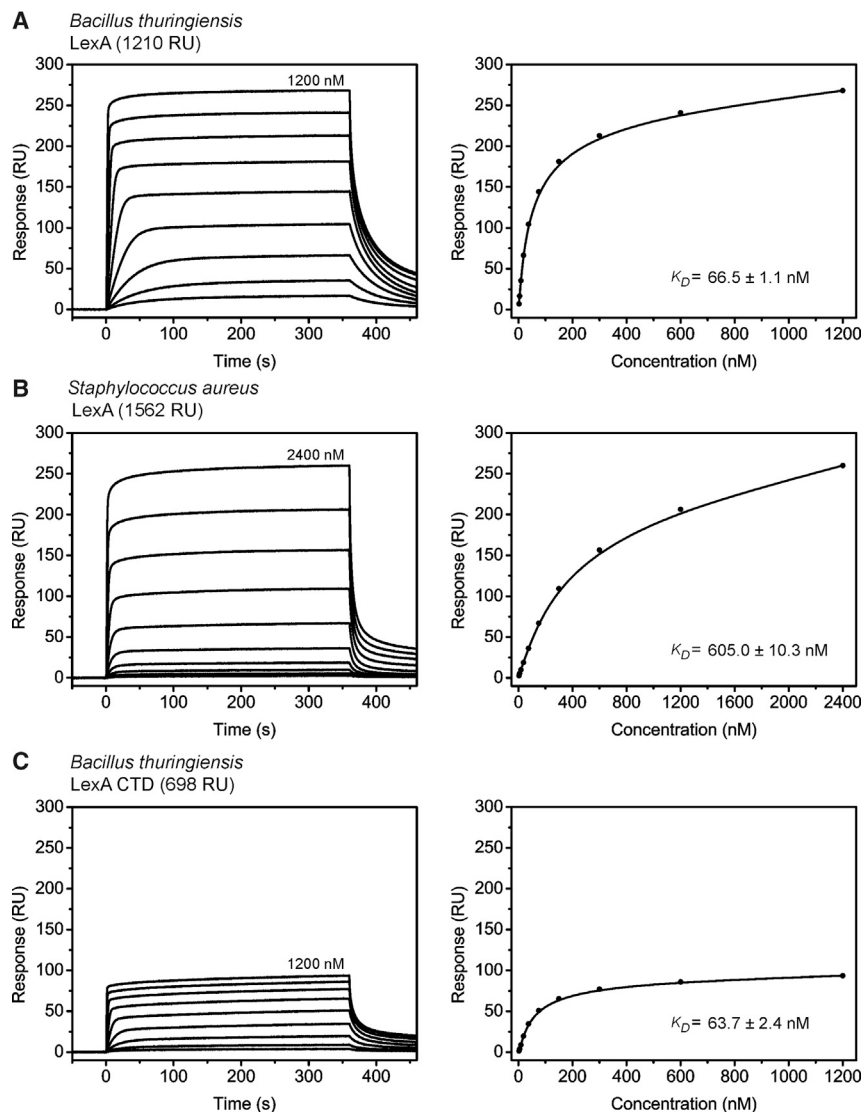 A
Bacillus thuringiensis
LexA (1210 RU)
300
250
200
150
100
50
0
Response (RU)
1200 nM
0
100
200
300
400
Time (s)
300
250
200
150
100
50
0
Response (RU)
K_D = 66.5 ± 1.1 nM
0
200
400
600
800
1000
1200
Concentration (nM)
B
Staphylococcus aureus
LexA (1562 RU)
300
250
200
150
100
50
0
Response (RU)
2400 nM
0
100
200
300
400
Time (s)
300
250
200
150
100
50
0
Response (RU)
K_D = 605.0 ± 10.3 nM
0
400
800
1200
1600
2000
2400
Concentration (nM)
C
Bacillus thuringiensis
LexA CTD (698 RU)
300
250
200
150
100
50
0
Response (RU)
1200 nM
0
100
200
300
400
Time (s)
300
250
200
150
100
50
0
Response (RU)
K_D = 63.7 ± 2.4 nM
0
200
400
600
800
1000
1200
Concentration (nM)